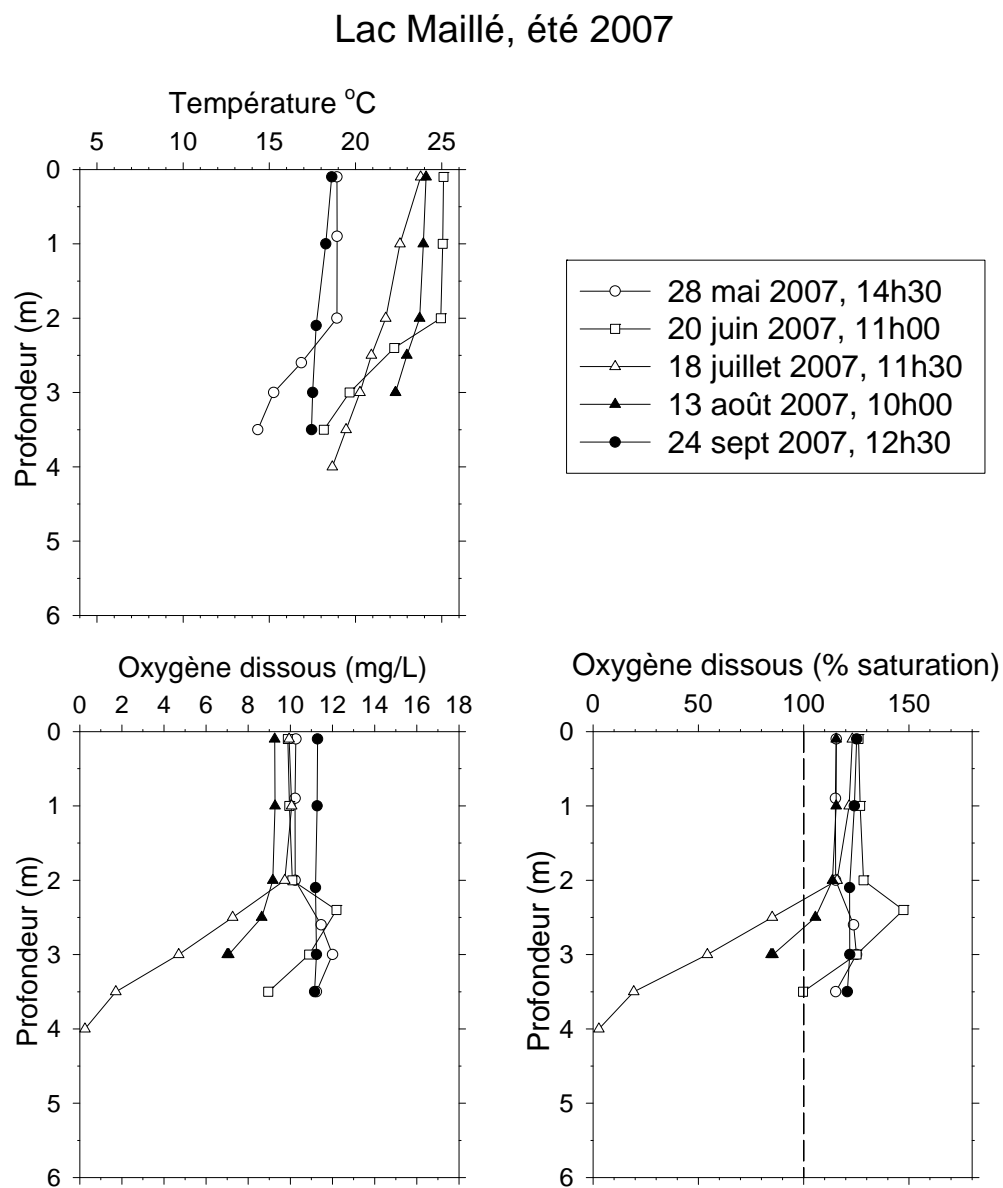 Lac Maillé, été 2007
Température °C
5 10 15 19 20 25
0
1
2
3
4
5
6
Profondeur (m)
28 mai 2007, 14h30
20 juin 2007, 11h00
18 juillet 2007, 11h30
13 août 2007, 10h00
24 sept 2007, 12h30
Oxygène dissous (mg/L)
0 2 4 6 8 10 12 14 16 18
0
1
2
3
4
5
6
Profondeur (m)
Oxygène dissous (% saturation)
0 50 100 150
0
1
2
3
4
5
6
Profondeur (m)